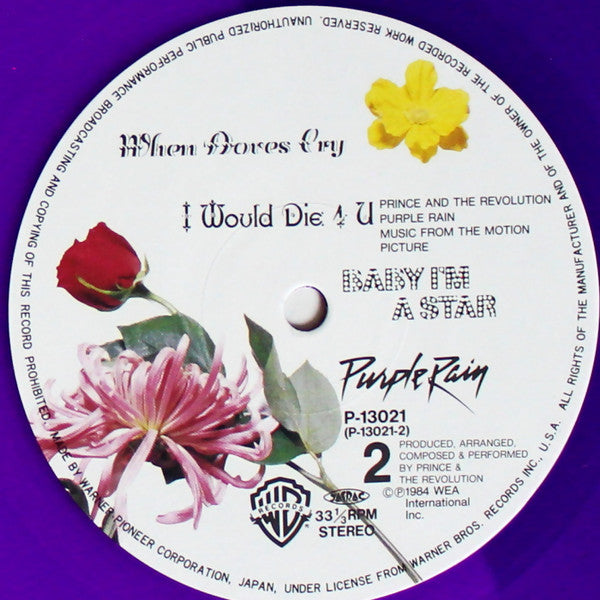 When Doves Cry
I Would Die 4 U
PRINCE AND THE REVOLUTION
PURPLE RAIN
MUSIC FROM THE MOTION
PICTURE
BABY I'M
A STAR
Purple Rain
P-13021
(P-13021-2)
2
PRODUCED, ARRANGED,
COMPOSED & PERFORMED
BY PRINCE &
THE REVOLUTION
©℗1984 WEA
International
Inc.
WB
RECORDS
JASRAC
33 1/3 RPM
STEREO
MADE BY WARNER-PIONEER CORPORATION, JAPAN, UNDER LICENSE FROM WARNER BROS. RECORDS INC., U.S.A. ALL RIGHTS OF THE MANUFACTURER AND OF THE OWNER OF THE RECORDED WORK RESERVED. UNAUTHORIZED PUBLIC PERFORMANCE BROADCASTING AND COPYING OF THIS RECORD PROHIBITED.